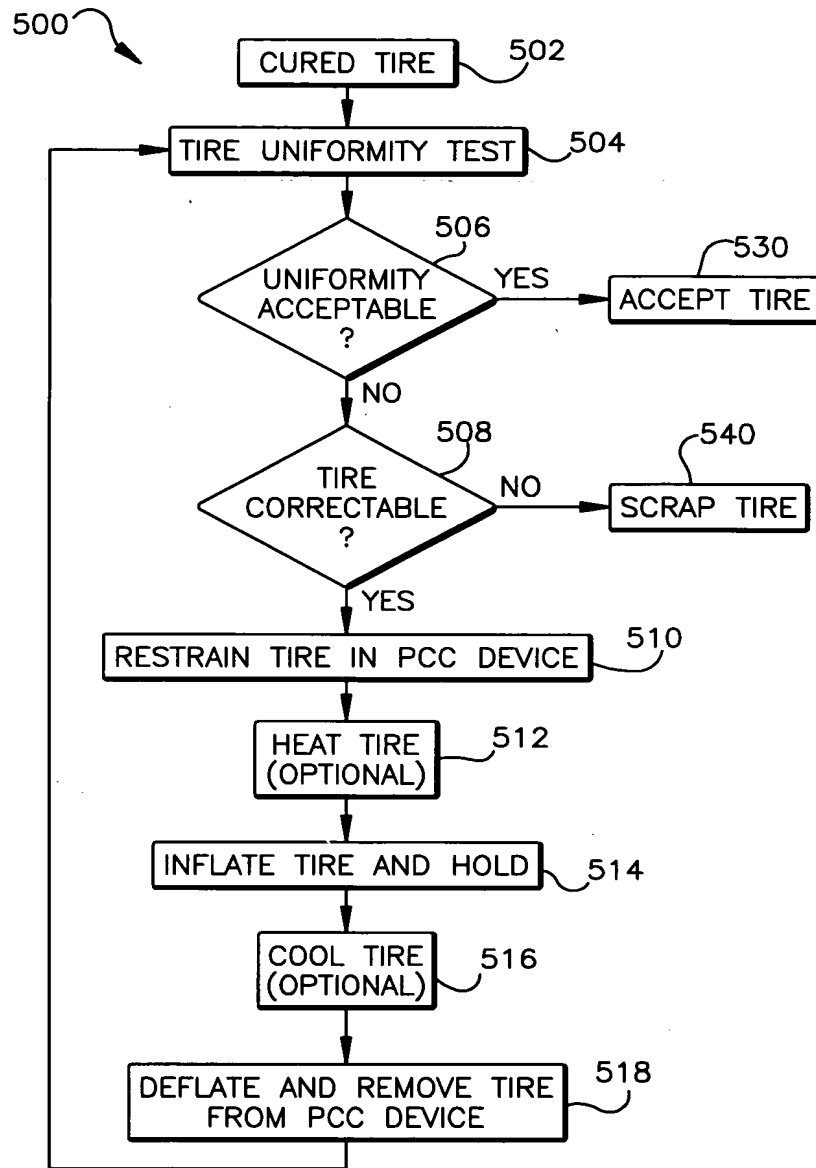 500
CURED TIRE
502
TIRE UNIFORMITY TEST
504
506
UNIFORMITY
ACCEPTABLE
?
YES
530
ACCEPT TIRE
NO
508
TIRE
CORRECTABLE
?
NO
540
SCRAP TIRE
YES
RESTRAIN TIRE IN PCC DEVICE
510
HEAT TIRE
(OPTIONAL)
512
INFLATE TIRE AND HOLD
514
COOL TIRE
(OPTIONAL)
516
DEFLATE AND REMOVE TIRE
FROM PCC DEVICE
518